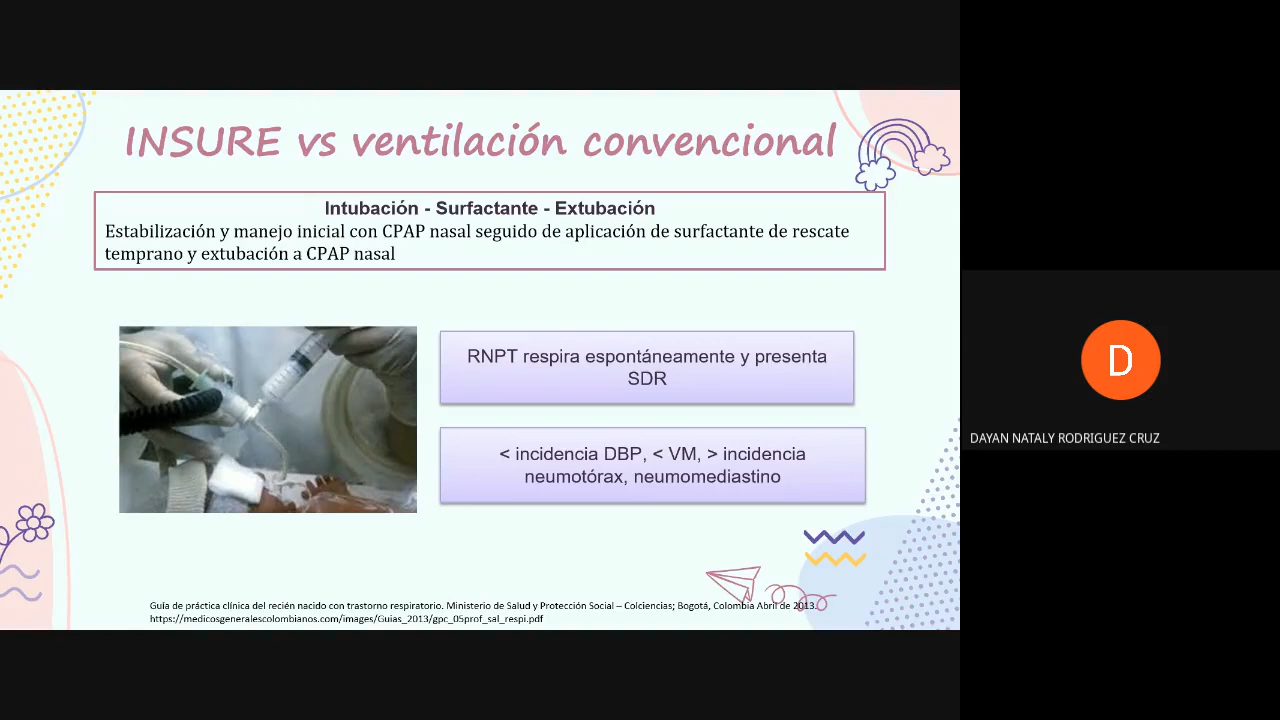 INSURE vs ventilación convencional
Intubación - Surfactante - Extubación
Estabilización y manejo inicial con CPAP nasal seguido de aplicación de surfactante de rescate
temprano y extubación a CPAP nasal
RNPT respira espontáneamente y presenta
SDR
< incidencia DBP, < VM, > incidencia
neumotórax, neumomediastino
Guía de práctica clínica del recién nacido con trastorno respiratorio. Ministerio de Salud y Protección Social – Colciencias; Bogotá, Colombia Abril de 2013.
https://medicosgeneralescolombianos.com/images/Guias_2013/gpc_05prof_sal_respi.pdf
D
DAYAN NATALY RODRIGUEZ CRUZ